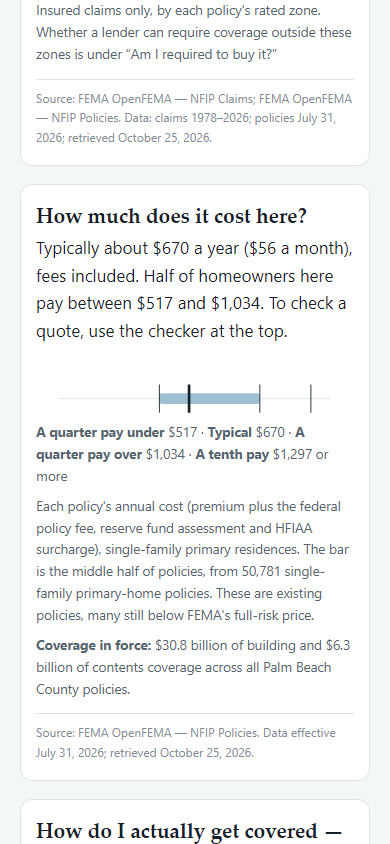 Insured claims only, by each policy's rated zone.
Whether a lender can require coverage outside these
zones is under “Am I required to buy it?”
Source: FEMA OpenFEMA — NFIP Claims; FEMA OpenFEMA
— NFIP Policies. Data: claims 1978–2026; policies July 31,
2026; retrieved October 25, 2026.
How much does it cost here?
Typically about $670 a year ($56 a month),
fees included. Half of homeowners here
pay between $517 and $1,034. To check a
quote, use the checker at the top.
A quarter pay under $517 · Typical $670 · A
quarter pay over $1,034 · A tenth pay $1,297 or
more
Each policy's annual cost (premium plus the federal
policy fee, reserve fund assessment and HFIAA
surcharge), single-family primary residences. The bar
is the middle half of policies, from 50,781 single-
family primary-home policies. These are existing
policies, many still below FEMA's full-risk price.
Coverage in force: $30.8 billion of building and $6.3
billion of contents coverage across all Palm Beach
County policies.
Source: FEMA OpenFEMA — NFIP Policies. Data effective
July 31, 2026; retrieved October 25, 2026.
How do I actually get covered —